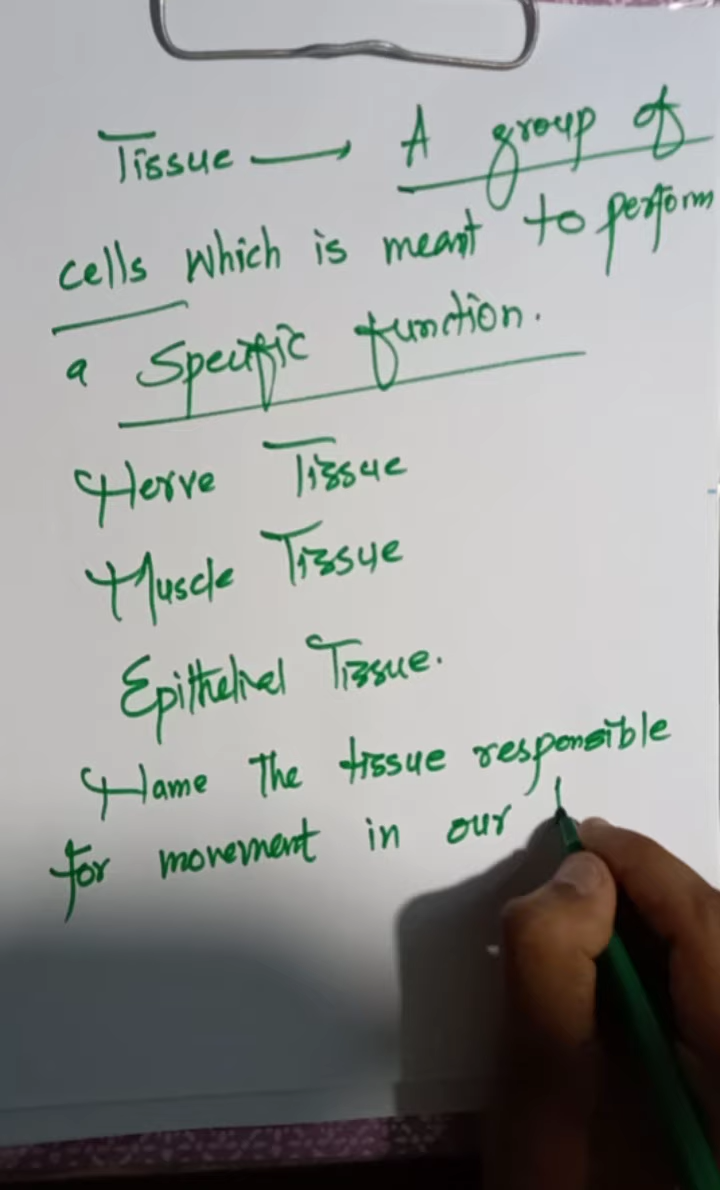 Tissue → A group of
cells which is meant to perform
a specific function.
Nerve Tissue
Muscle Tissue
Epithelial Tissue.
Name The tissue responsible
for movement in our